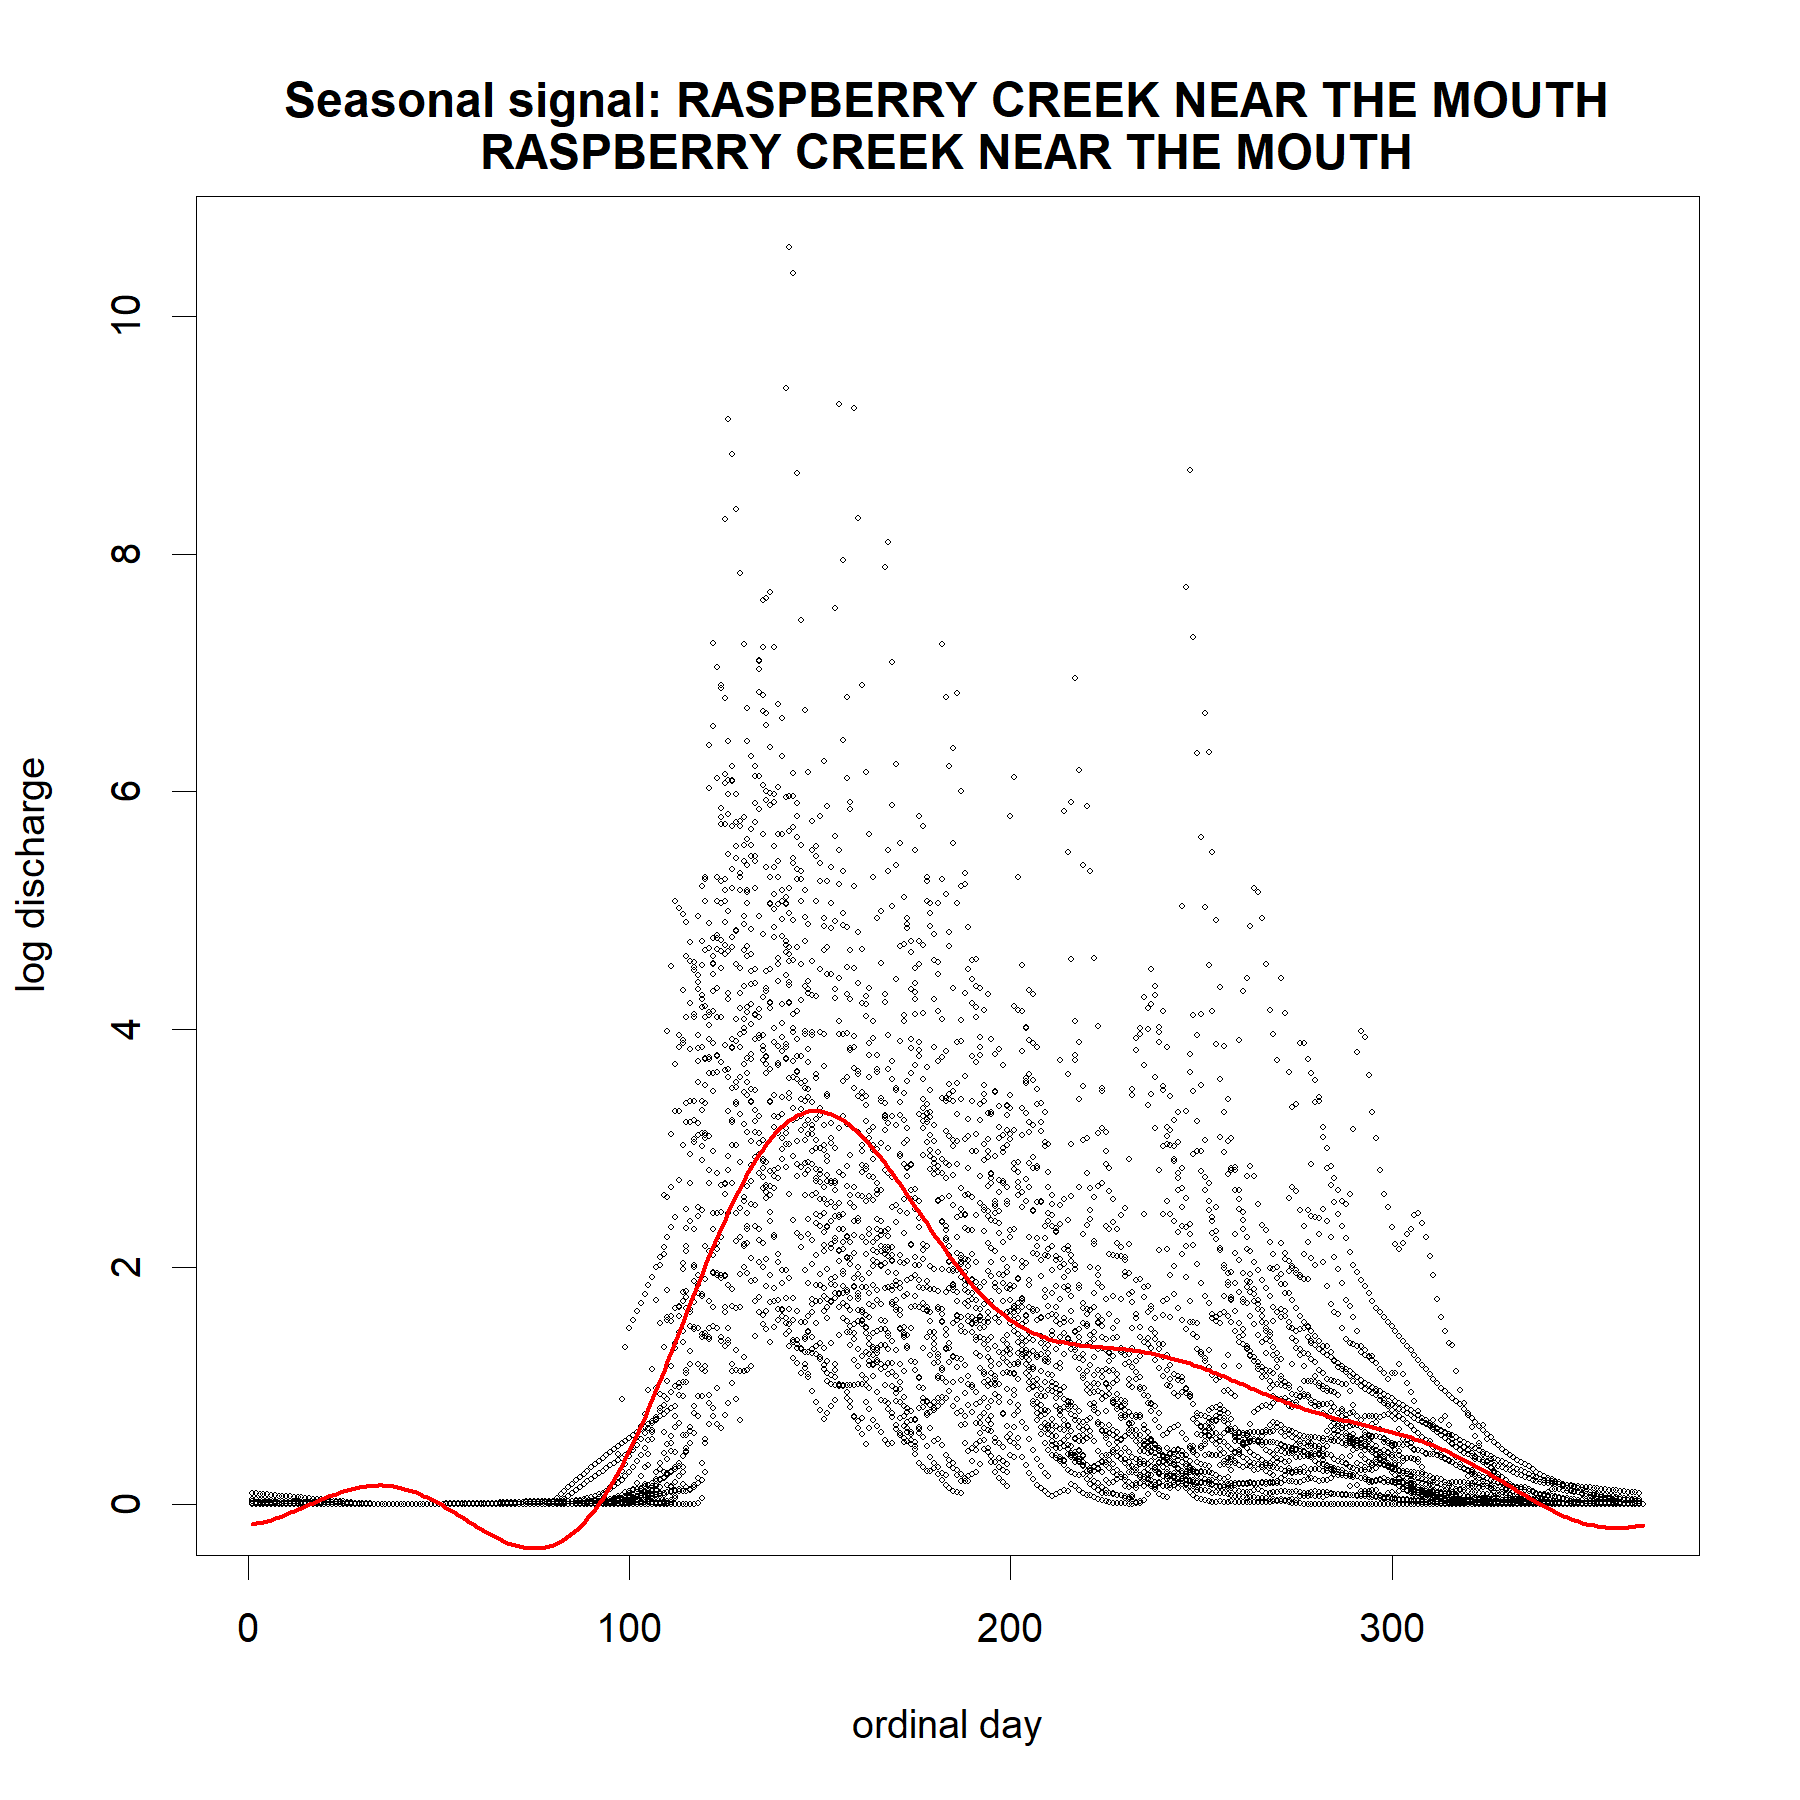 Seasonal signal: RASPBERRY CREEK NEAR THE MOUTH
RASPBERRY CREEK NEAR THE MOUTH
10
8
6
4
2
0
log discharge
0 100 200 300
ordinal day